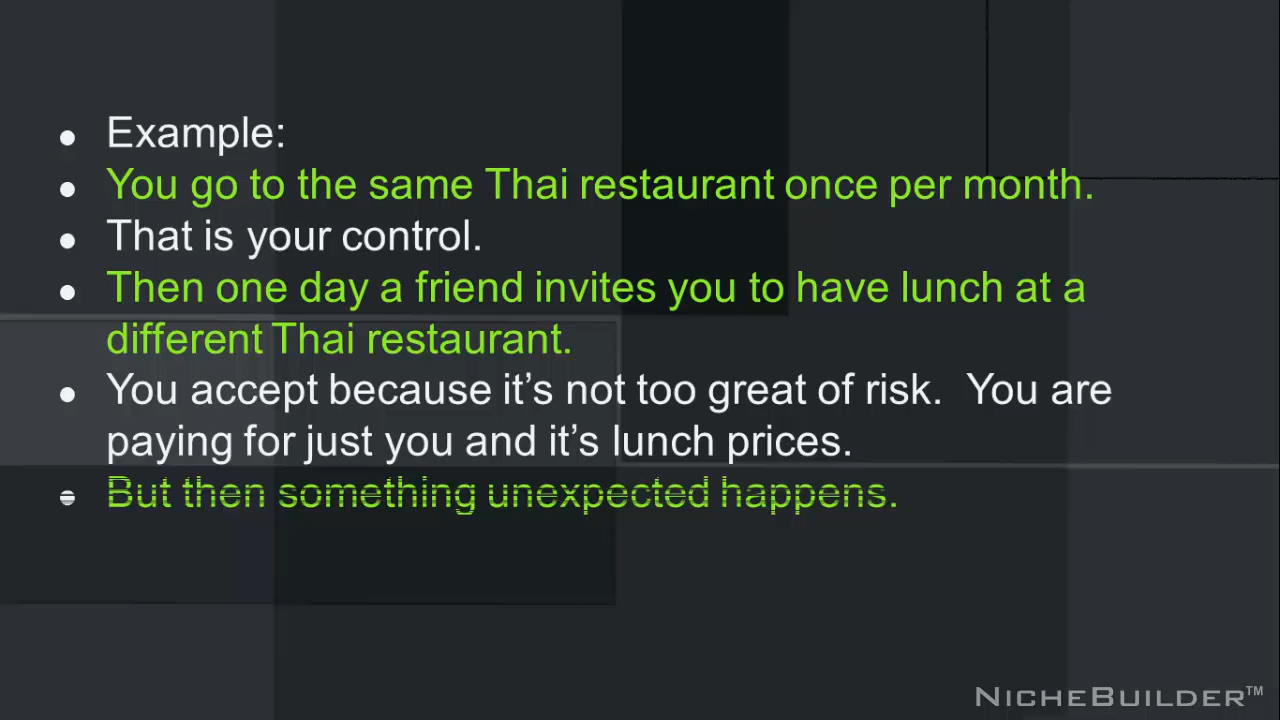 ● Example:
● You go to the same Thai restaurant once per month.
● That is your control.
● Then one day a friend invites you to have lunch at a
different Thai restaurant.
● You accept because it’s not too great of risk.  You are
paying for just you and it’s lunch prices.
● But then something unexpected happens.
NICHEBUILDER™